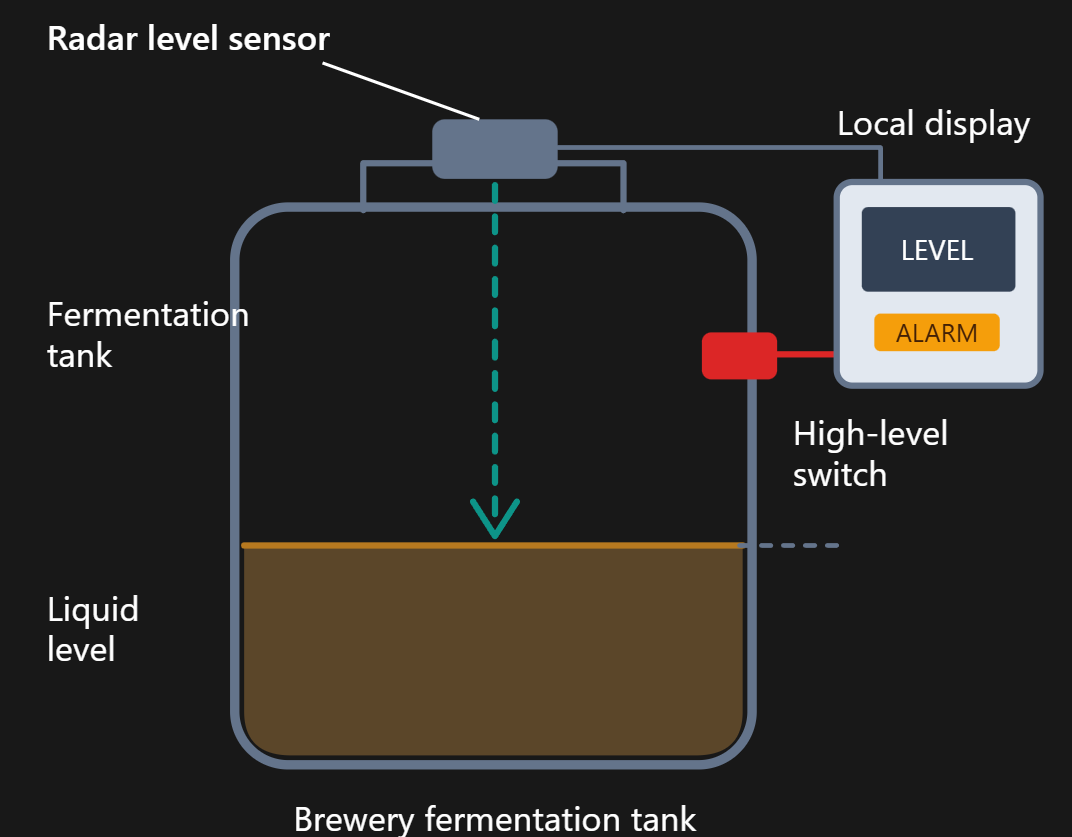 Radar level sensor
Local display
LEVEL
Fermentation
tank
ALARM
High-level
switch
Liquid
level
Brewery fermentation tank